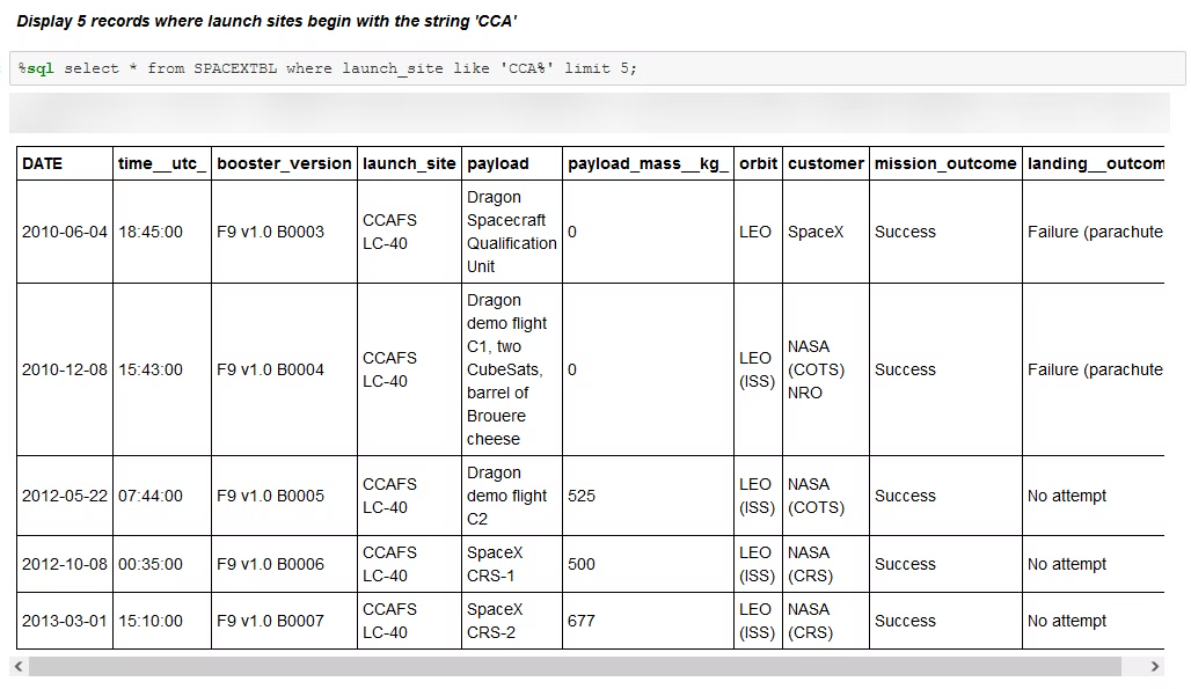 Display 5 records where launch sites begin with the string 'CCA'
%sql select * from SPACEXTBL where launch_site like 'CCA%' limit 5;
DATE time__utc_ booster_version launch_site payload payload_mass__kg_ orbit customer mission_outcome landing__outcom
2010-06-04 18:45:00 F9 v1.0 B0003 CCAFS LC-40 Dragon Spacecraft Qualification Unit 0 LEO SpaceX Success Failure (parachute
2010-12-08 15:43:00 F9 v1.0 B0004 CCAFS LC-40 Dragon demo flight C1, two CubeSats, barrel of Brouere cheese 0 LEO (ISS) NASA (COTS) NRO Success Failure (parachute
2012-05-22 07:44:00 F9 v1.0 B0005 CCAFS LC-40 Dragon demo flight C2 525 LEO (ISS) NASA (COTS) Success No attempt
2012-10-08 00:35:00 F9 v1.0 B0006 CCAFS LC-40 SpaceX CRS-1 500 LEO (ISS) NASA (CRS) Success No attempt
2013-03-01 15:10:00 F9 v1.0 B0007 CCAFS LC-40 SpaceX CRS-2 677 LEO (ISS) NASA (CRS) Success No attempt